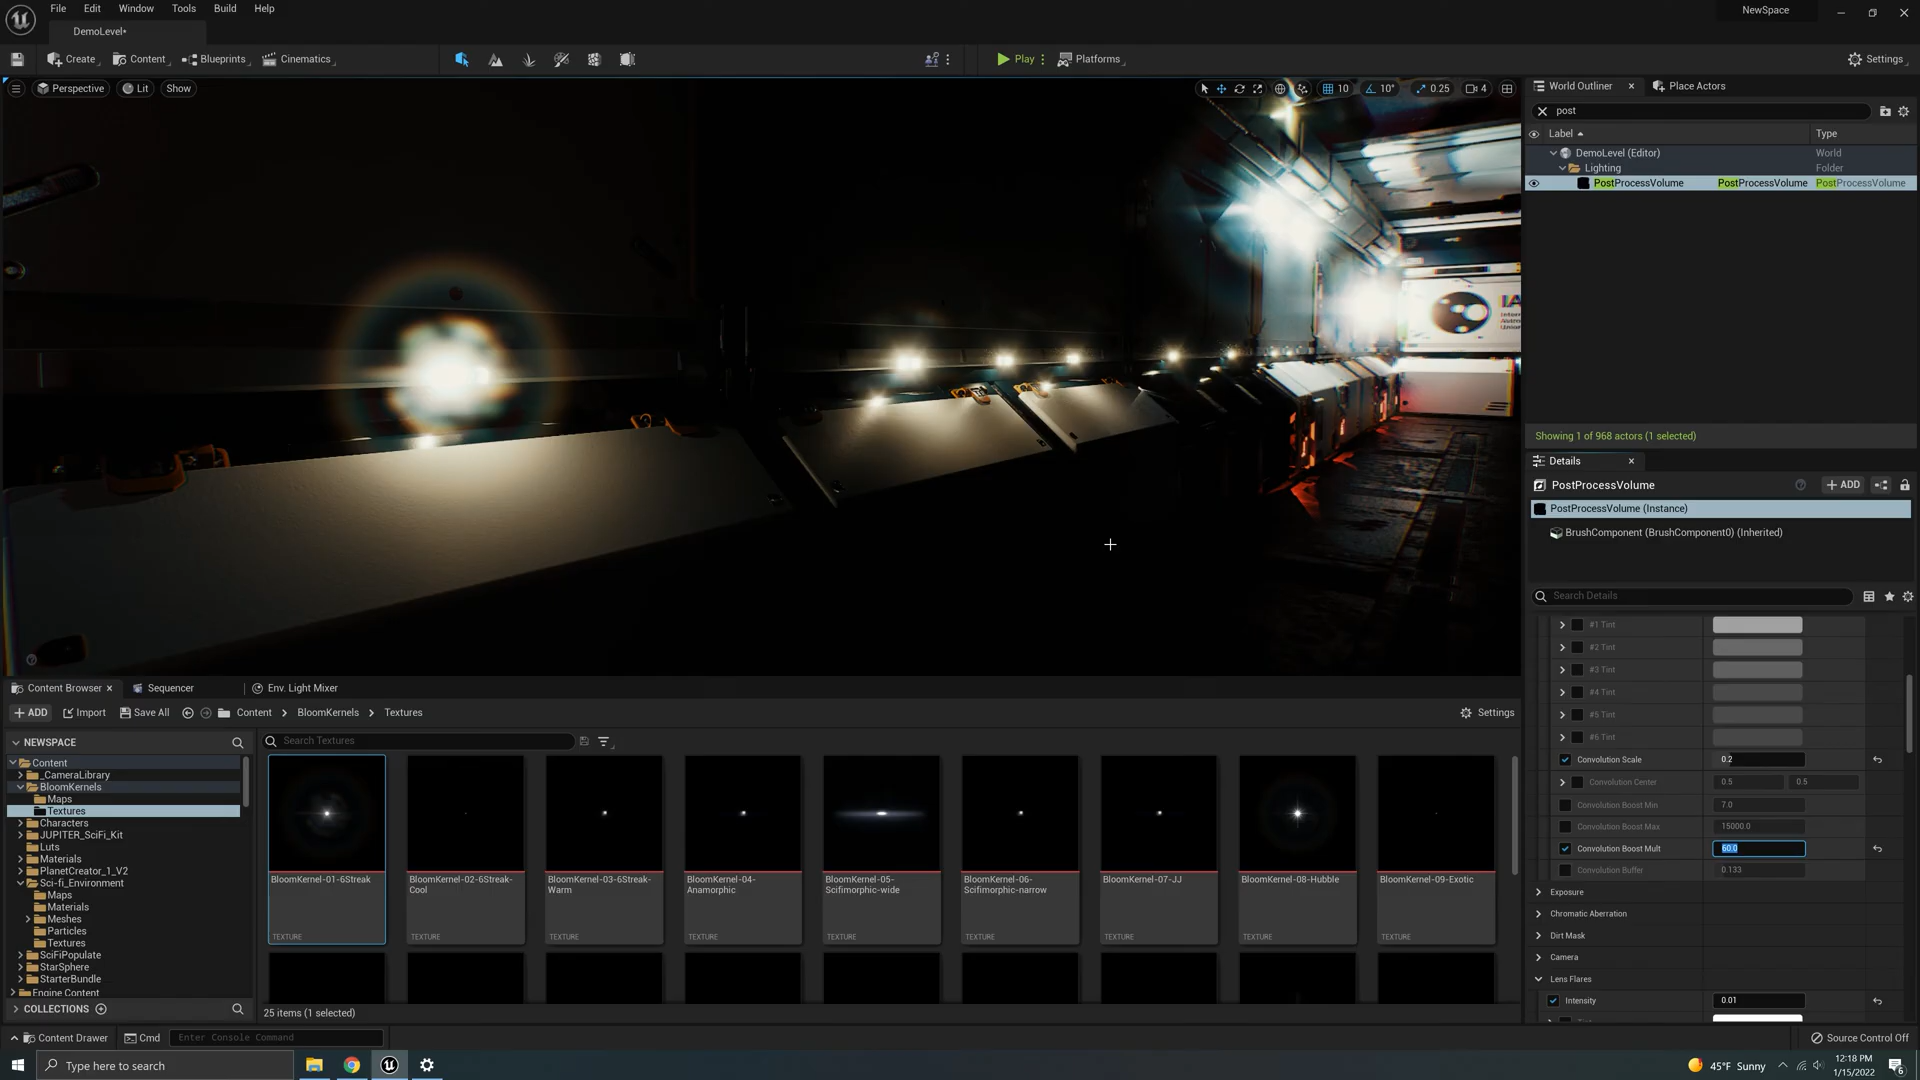 File Edit Window Tools Build Help
NewSpace
DemoLevel*
Create Content Blueprints Cinematics Play Platforms Settings
Perspective Lit Show 10 10° 0.25 4
World Outliner Place Actors
post
Label Type
DemoLevel (Editor) World
Lighting Folder
PostProcessVolume PostProcessVolume PostProcessVolume
IA
Showing 1 of 968 actors (1 selected)
Details
PostProcessVolume + ADD
PostProcessVolume (Instance)
BrushComponent (BrushComponent0) (Inherited)
Search Details
#1 Tint
#2 Tint
#3 Tint
#4 Tint
#5 Tint
#6 Tint
Convolution Scale 0.2
Convolution Center 0.5 0.5
Convolution Boost Min 7.0
Convolution Boost Max 15000.0
Convolution Boost Mult 60.0
Convolution Buffer 0.133
Exposure
Chromatic Aberration
Dirt Mask
Camera
Lens Flares
Intensity 0.01
Content Browser Sequencer Env. Light Mixer
+ ADD Import Save All Content BloomKernels Textures Settings
NEWSPACE
Search Textures
Content
_CameraLibrary
BloomKernels
Maps
Textures
Characters
JUPITER_SciFi_Kit
Luts
Materials
PlanetCreator_1_V2
Sci-fi_Environment
Maps
Materials
Meshes
Particles
Textures
SciFiPopulate
StarSphere
StarterBundle
Engine Content
COLLECTIONS
BloomKernel-01-6Streak
TEXTURE
BloomKernel-02-6Streak-
Cool
TEXTURE
BloomKernel-03-6Streak-
Warm
TEXTURE
BloomKernel-04-
Anamorphic
TEXTURE
BloomKernel-05-
Scifimorphic-wide
TEXTURE
BloomKernel-06-
Scifimorphic-narrow
TEXTURE
BloomKernel-07-JJ
TEXTURE
BloomKernel-08-Hubble
TEXTURE
BloomKernel-09-Exotic
TEXTURE
25 items (1 selected)
Content Drawer Cmd Enter Console Command Source Control Off
Type here to search 45°F Sunny 12:18 PM
1/15/2022
6